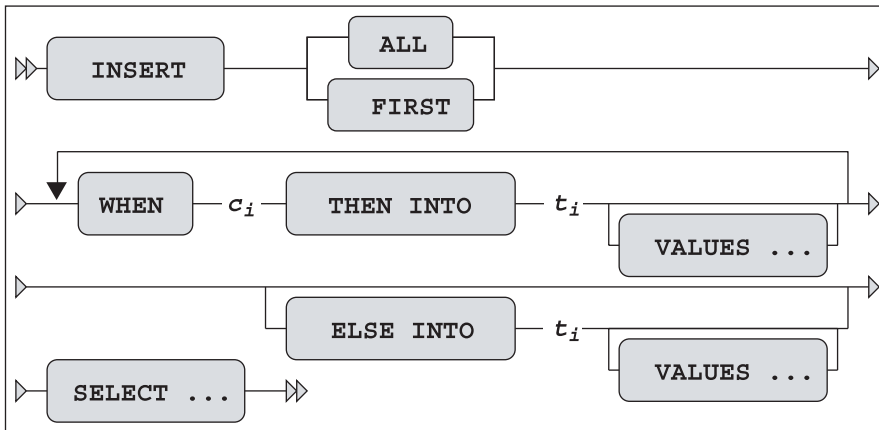 ALL
INSERT
FIRST
WHEN c_i THEN INTO t_i
VALUES ...
ELSE INTO t_i
VALUES ...
SELECT ...